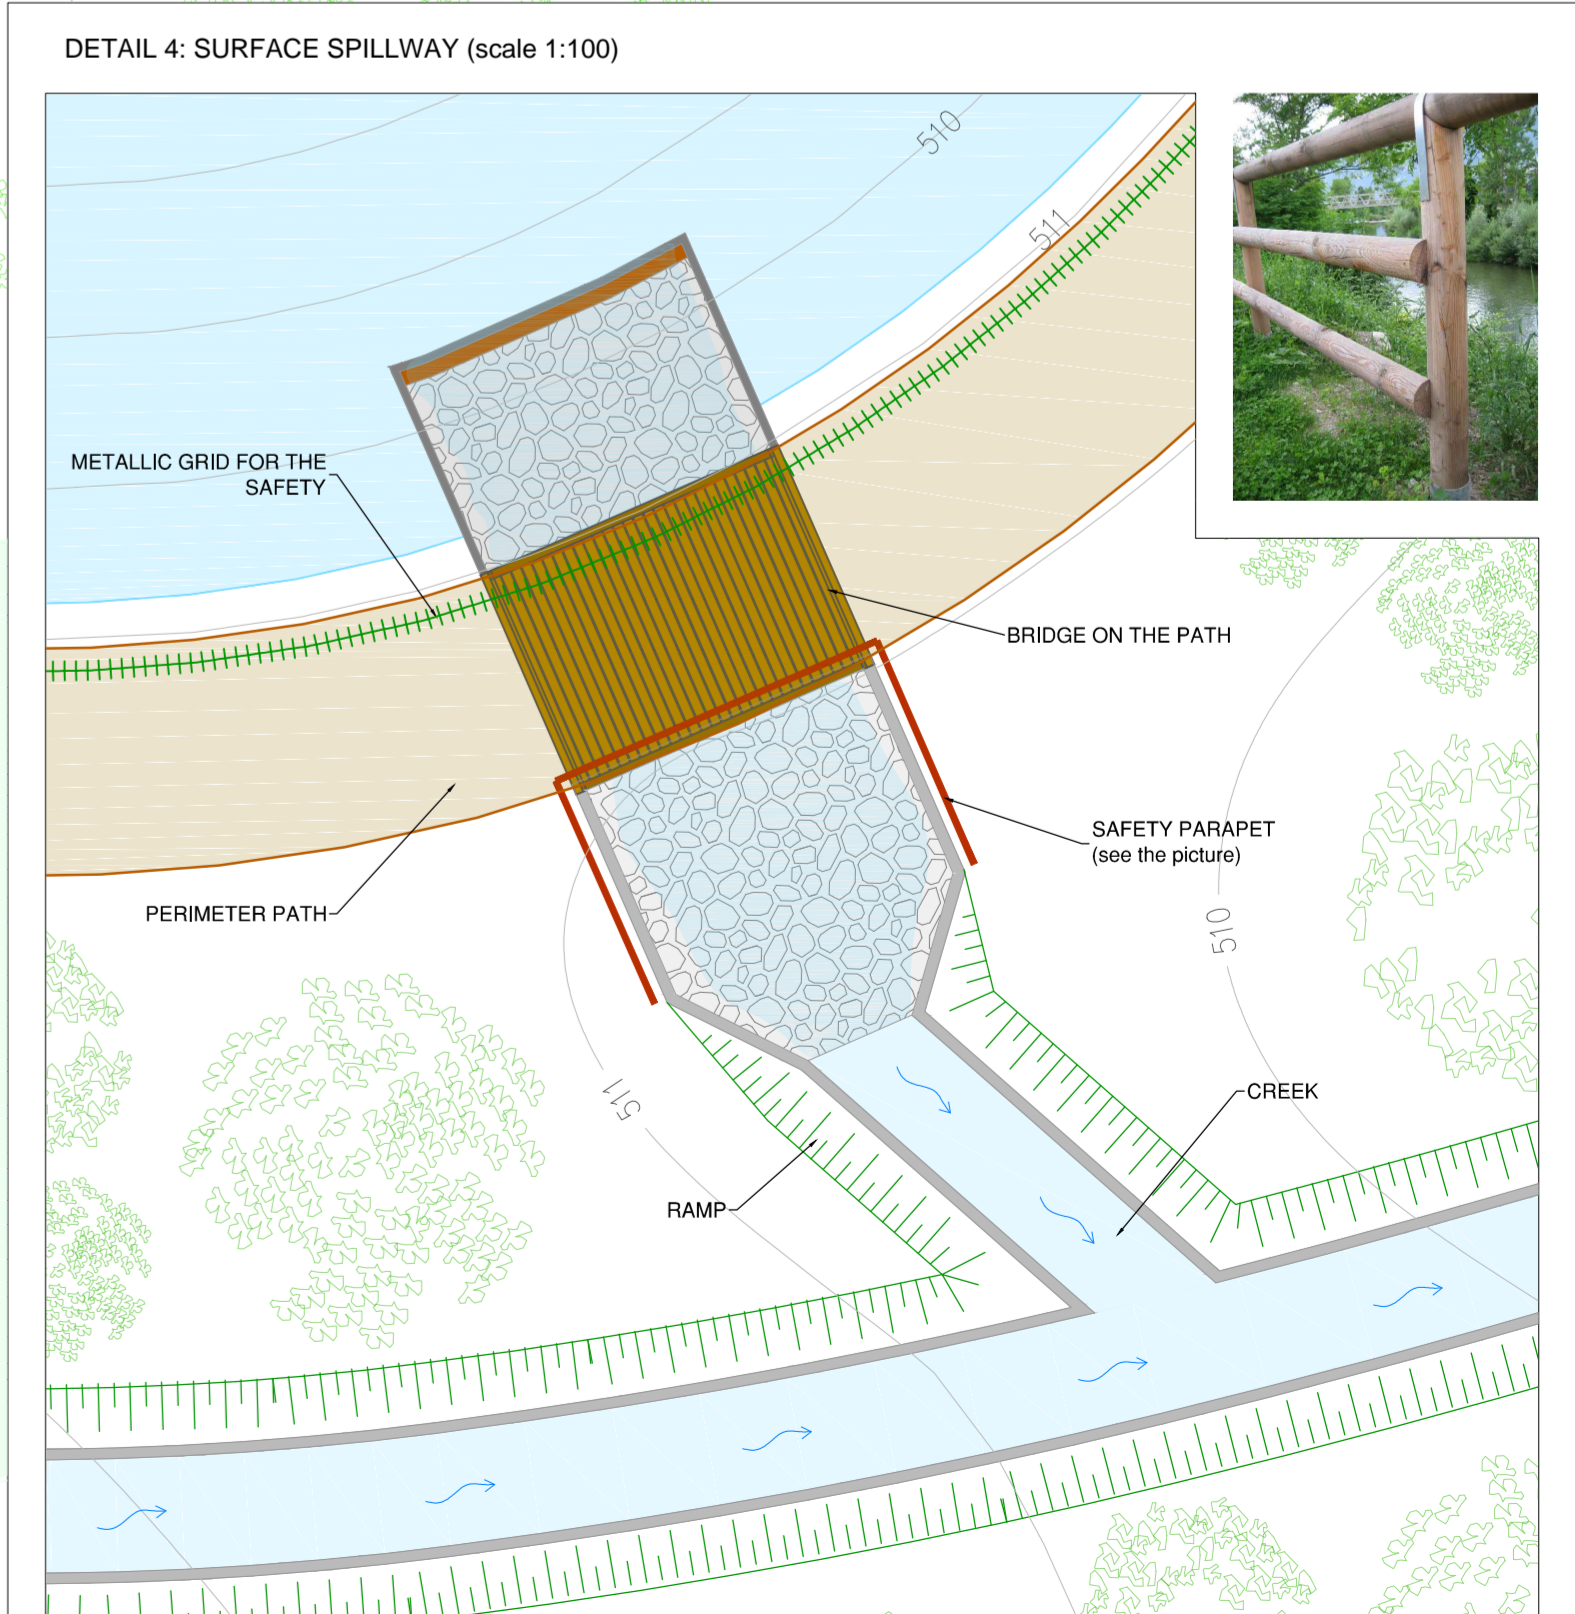 DETAIL 4: SURFACE SPILLWAY (scale 1:100)
510
511
METALLIC GRID FOR THE
SAFETY
BRIDGE ON THE PATH
SAFETY PARAPET
(see the picture)
PERIMETER PATH
510
511
CREEK
RAMP